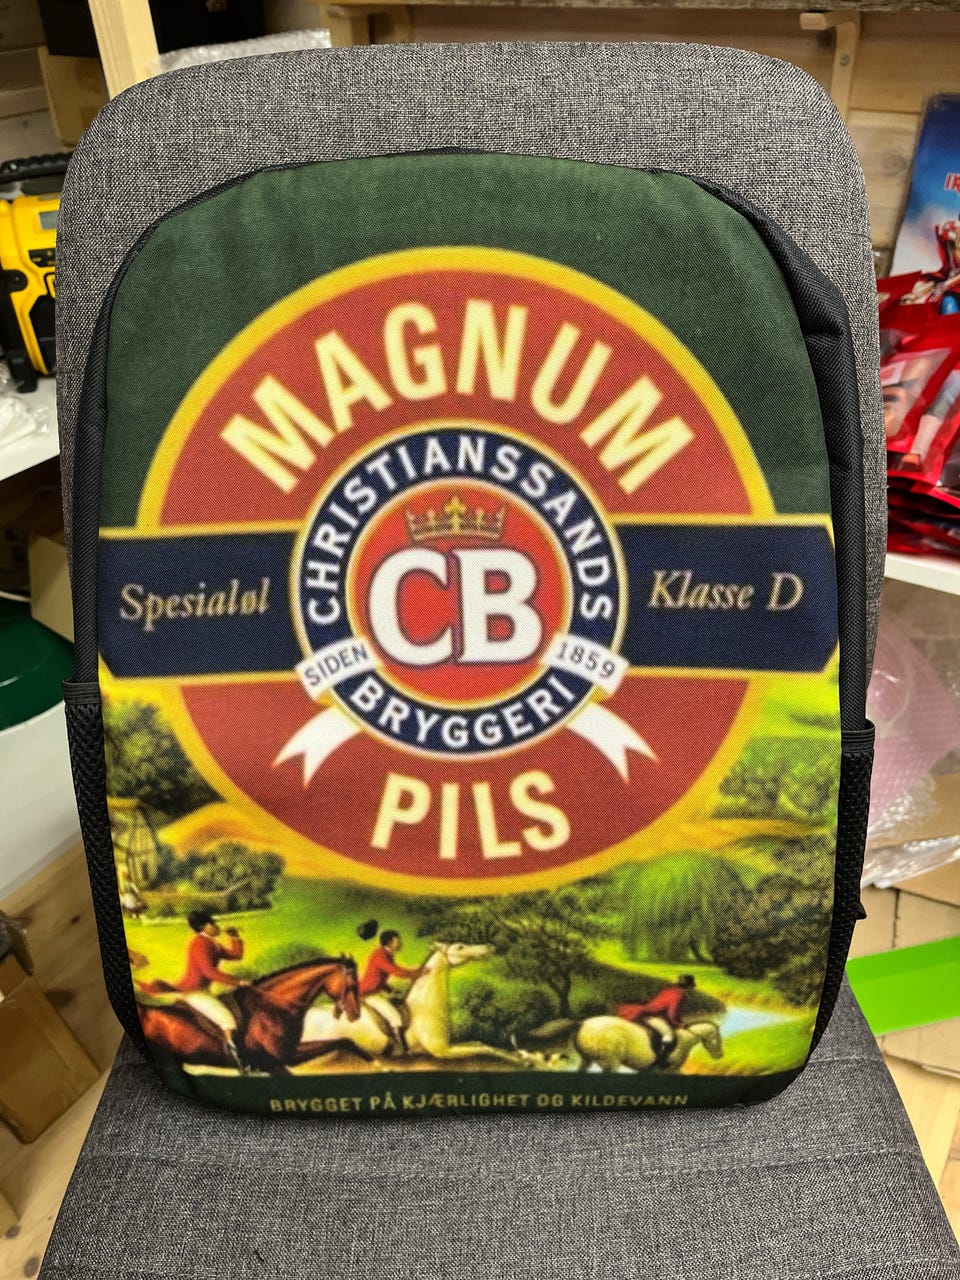 MAGNUM
CHRISTIANSSANDS
CB
Spesialøl
Klasse D
SIDEN
1859
BRYGGERI
PILS
BRYGGET PÅ KJÆRLIGHET OG KILDEVANN